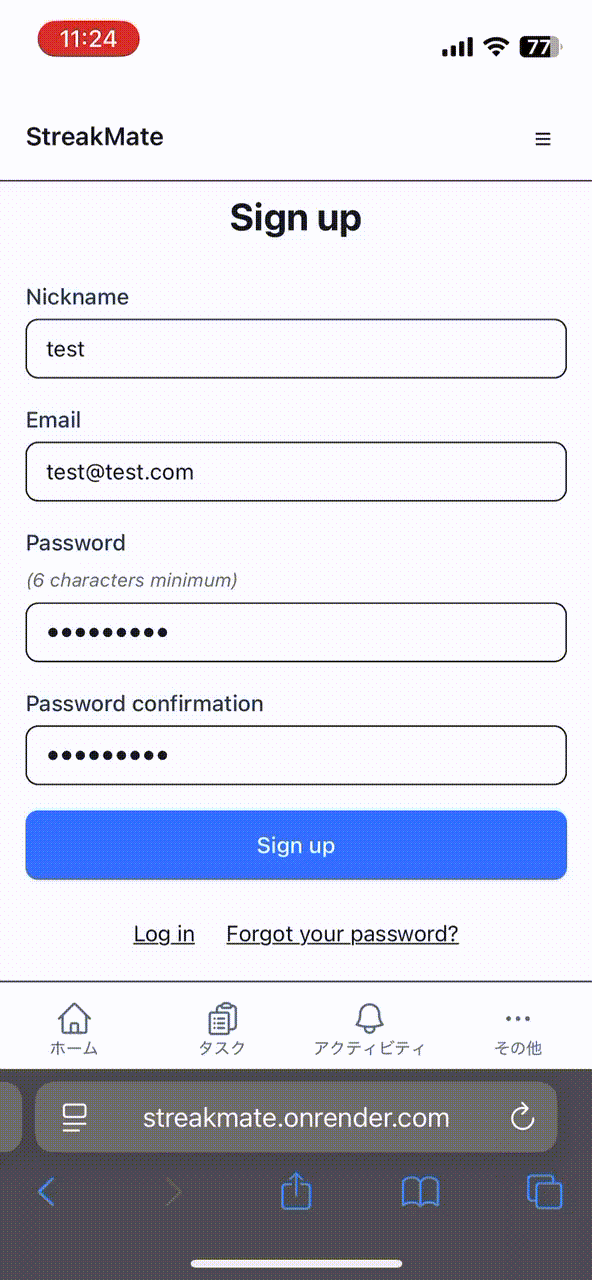 11:24
77
StreakMate
Sign up
Nickname
test
Email
test@test.com
Password
(6 characters minimum)
Password confirmation
Sign up
Log in Forgot your password?
ホーム タスク アクティビティ その他
streakmate.onrender.com